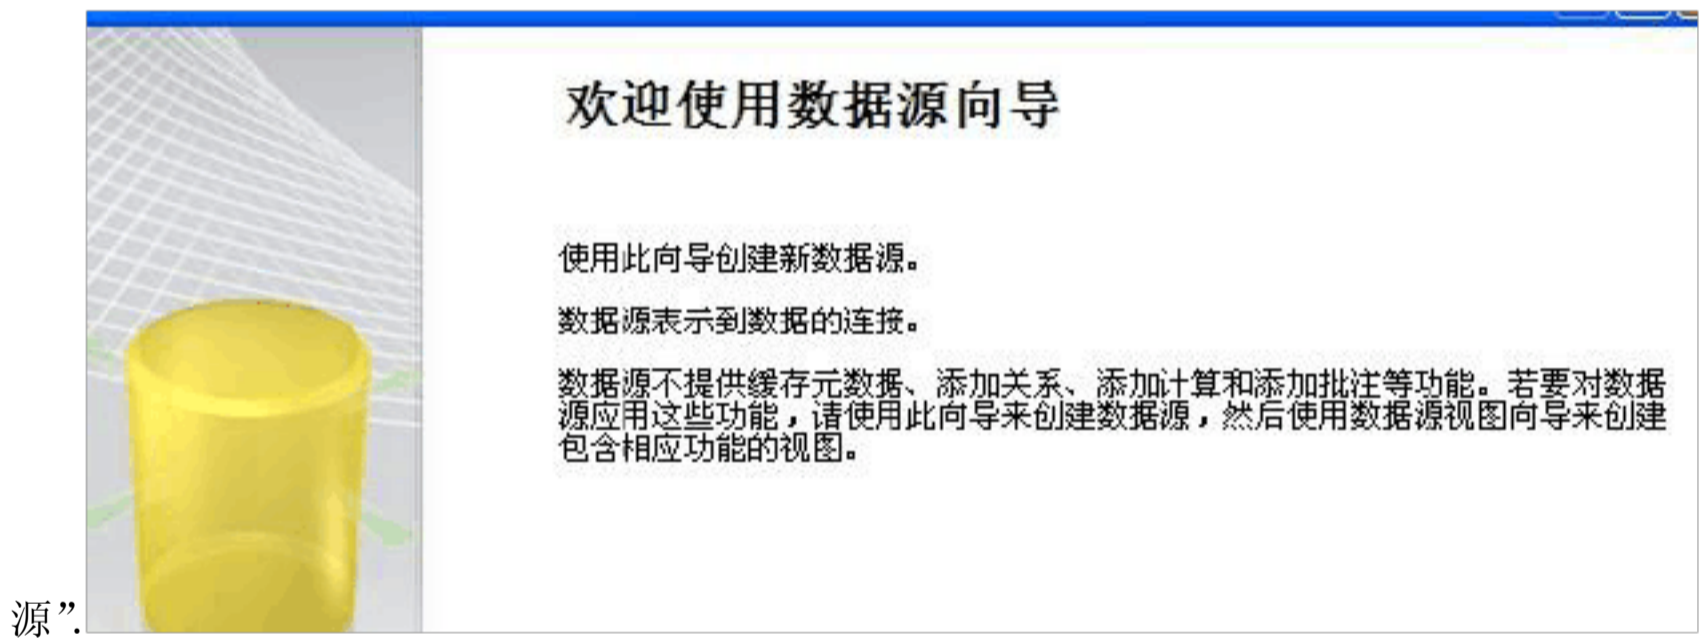 欢迎使用数据源向导
使用此向导创建新数据源。
数据源表示到数据的连接。
数据源不提供缓存元数据、添加关系、添加计算和添加批注等功能。若要对数据
源应用这些功能，请使用此向导来创建数据源，然后使用数据源视图向导来创建
包含相应功能的视图。
源”.